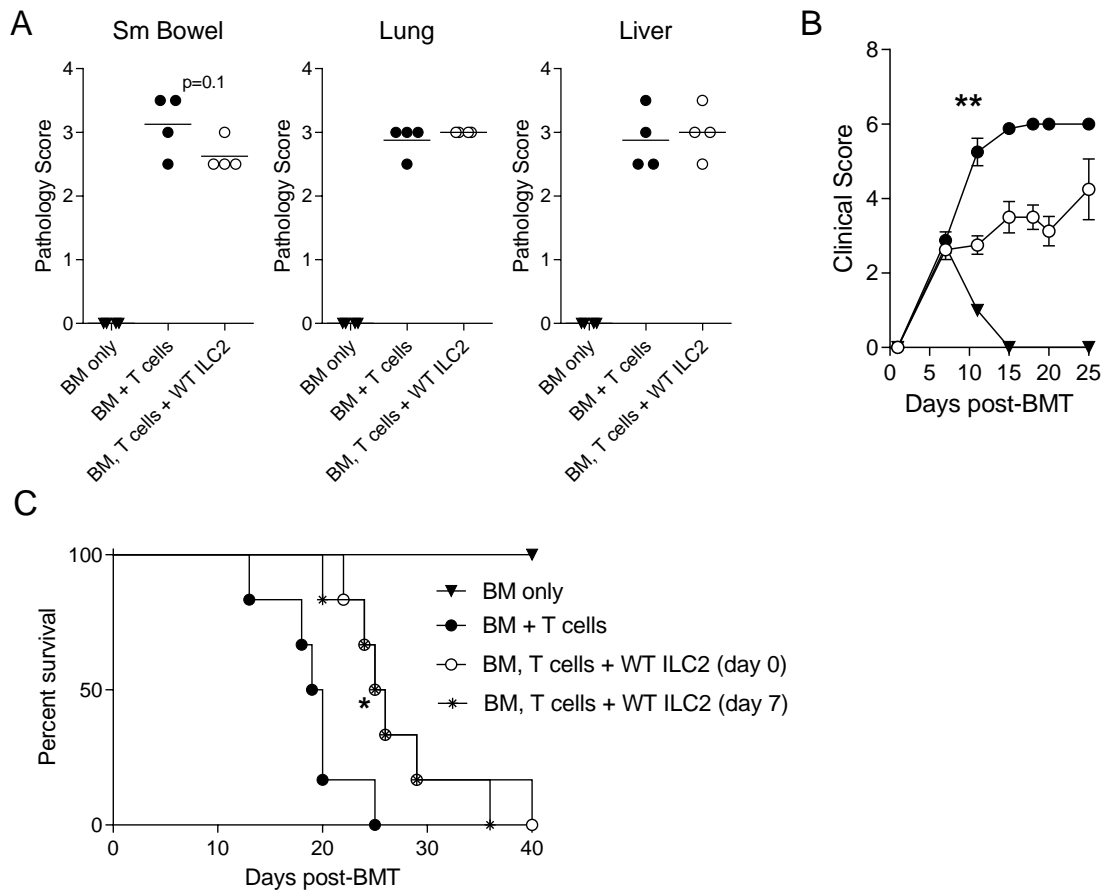 A
Sm Bowel
Pathology Score
4
3
2
1
0
p=0.1
BM only
BM + T cells
BM, T cells + WT ILC2
Lung
Pathology Score
4
3
2
1
0
BM only
BM + T cells
BM, T cells + WT ILC2
Liver
Pathology Score
4
3
2
1
0
BM only
BM + T cells
BM, T cells + WT ILC2
B
Clinical Score
8
6
4
2
0
**
0 5 10 15 20 25
Days post-BMT
C
Percent survival
100
50
0
*
0 20 30 40
Days post-BMT
BM only
BM + T cells
BM, T cells + WT ILC2 (day 0)
BM, T cells + WT ILC2 (day 7)